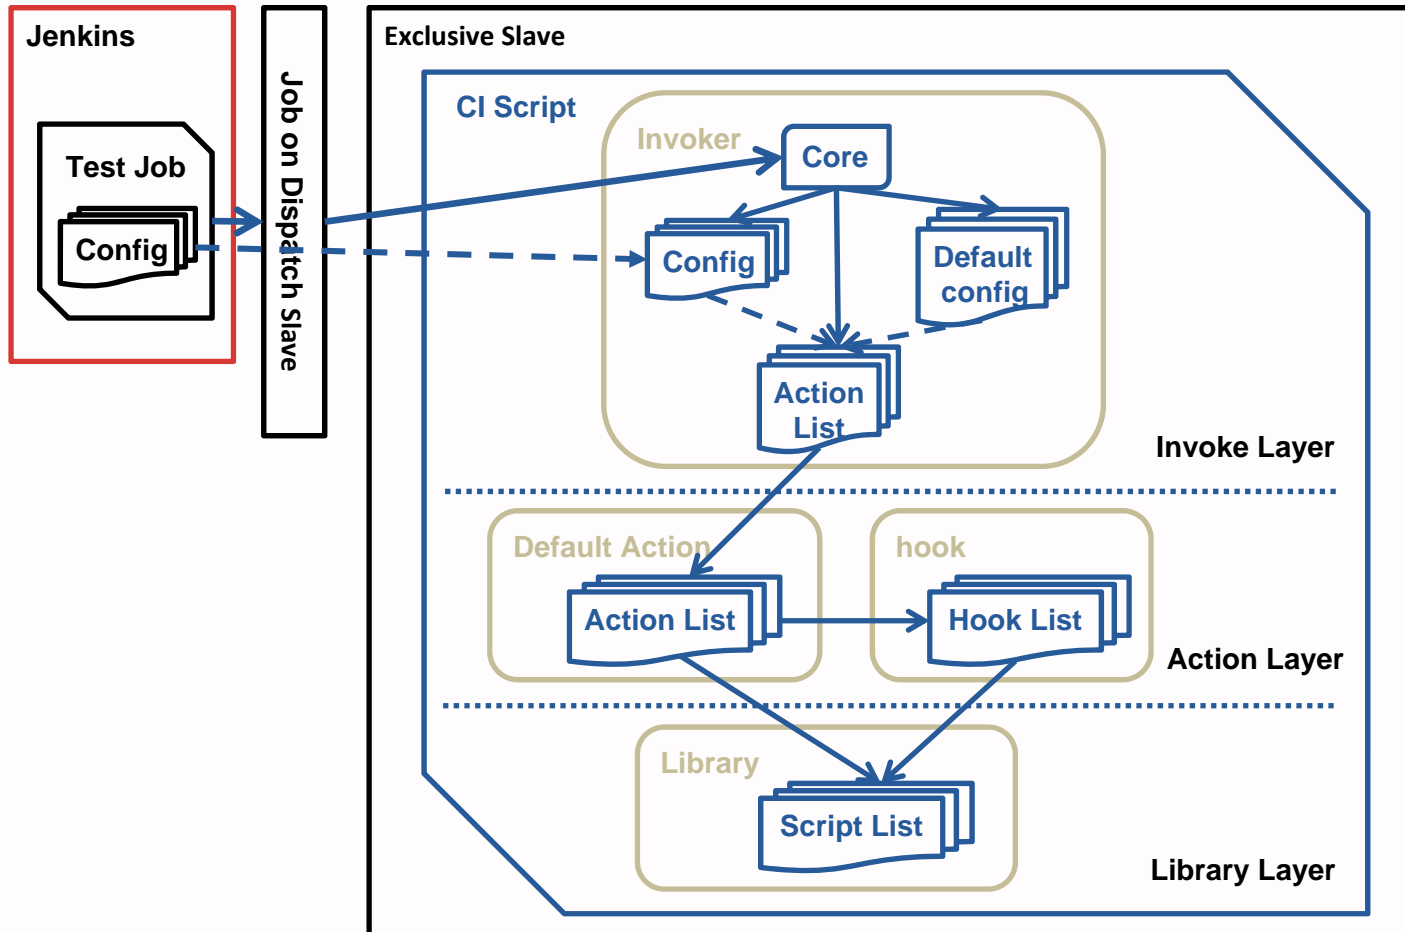 Jenkins
Test Job
Config
Job on Dispatch Slave
Exclusive Slave
CI Script
Invoker
Core
Config
Default
config
Action
List
Invoke Layer
Default Action
Action List
hook
Hook List
Action Layer
Library
Script List
Library Layer